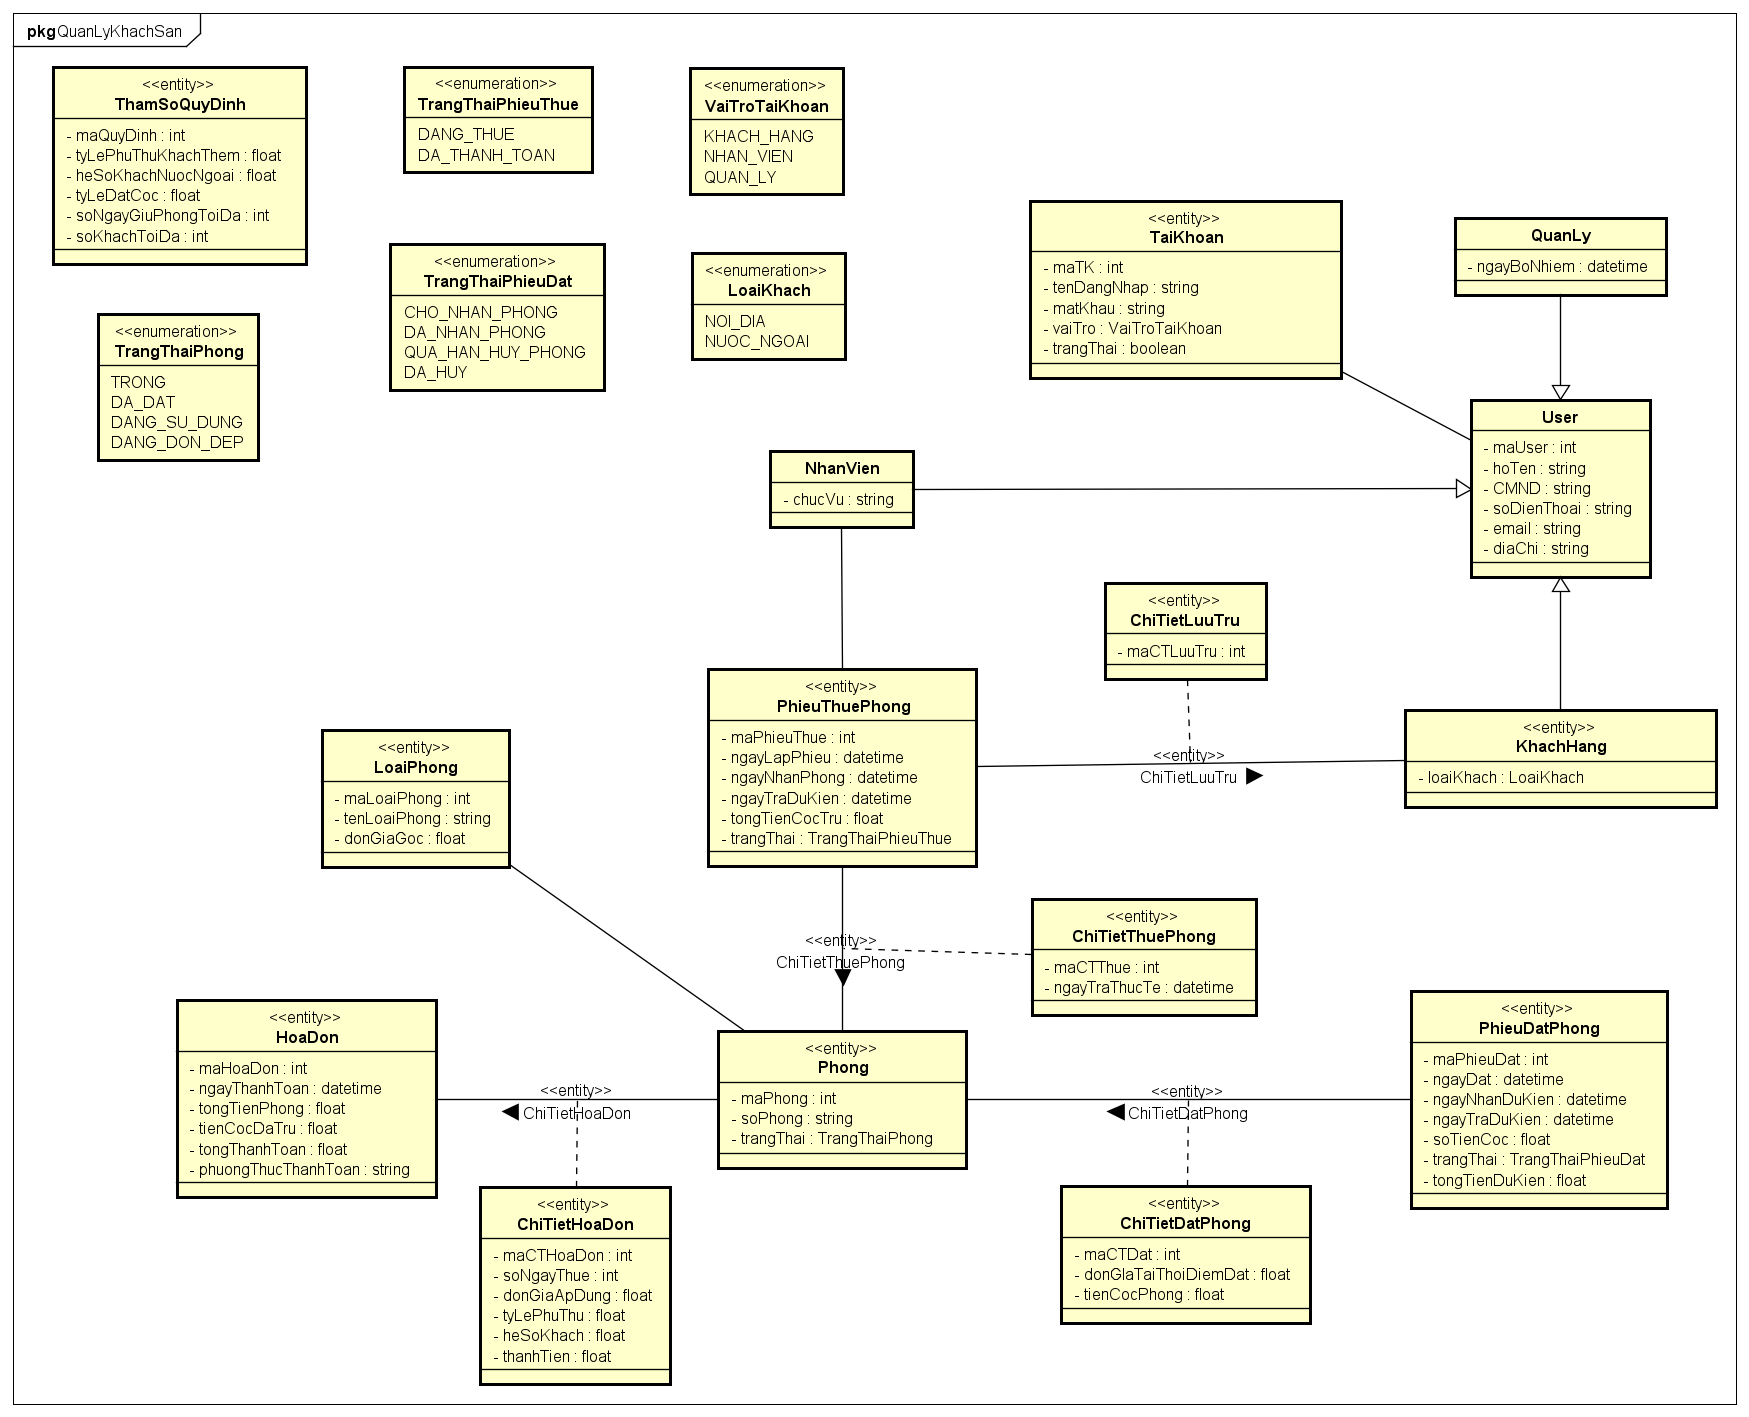 pkg QuanLyKhachSan
<<entity>>
ThamSoQuyDinh
- maQuyDinh : int
- tyLePhuThuKhachThem : float
- heSoKhachNuocNgoai : float
- tyLeDatCoc : float
- soNgayGiuPhongToiDa : int
- soKhachToiDa : int
<<enumeration>>
TrangThaiPhieuThue
DANG_THUE
DA_THANH_TOAN
<<enumeration>>
VaiTroTaiKhoan
KHACH_HANG
NHAN_VIEN
QUAN_LY
<<entity>>
TaiKhoan
- maTK : int
- tenDangNhap : string
- matKhau : string
- vaiTro : VaiTroTaiKhoan
- trangThai : boolean
QuanLy
- ngayBoNhiem : datetime
<<enumeration>>
TrangThaiPhieuDat
CHO_NHAN_PHONG
DA_NHAN_PHONG
QUA_HAN_HUY_PHONG
DA_HUY
<<enumeration>>
LoaiKhach
NOI_DIA
NUOC_NGOAI
<<enumeration>>
TrangThaiPhong
TRONG
DA_DAT
DANG_SU_DUNG
DANG_DON_DEP
User
- maUser : int
- hoTen : string
- CMND : string
- soDienThoai : string
- email : string
- diaChi : string
NhanVien
- chucVu : string
<<entity>>
ChiTietLuuTru
- maCTLuuTru : int
<<entity>>
PhieuThuePhong
- maPhieuThue : int
- ngayLapPhieu : datetime
- ngayNhanPhong : datetime
- ngayTraDuKien : datetime
- tongTienCocTru : float
- trangThai : TrangThaiPhieuThue
<<entity>>
ChiTietLuuTru
<<entity>>
KhachHang
- loaiKhach : LoaiKhach
<<entity>>
LoaiPhong
- maLoaiPhong : int
- tenLoaiPhong : string
- donGiaGoc : float
<<entity>>
ChiTietThuePhong
<<entity>>
ChiTietThuePhong
- maCTThue : int
- ngayTraThucTe : datetime
<<entity>>
HoaDon
- maHoaDon : int
- ngayThanhToan : datetime
- tongTienPhong : float
- tienCocDaTru : float
- tongThanhToan : float
- phuongThucThanhToan : string
<<entity>>
ChiTietHoaDon
<<entity>>
Phong
- maPhong : int
- soPhong : string
- trangThai : TrangThaiPhong
<<entity>>
ChiTietDatPhong
<<entity>>
PhieuDatPhong
- maPhieuDat : int
- ngayDat : datetime
- ngayNhanDuKien : datetime
- ngayTraDuKien : datetime
- soTienCoc : float
- trangThai : TrangThaiPhieuDat
- tongTienDuKien : float
<<entity>>
ChiTietHoaDon
- maCTHoaDon : int
- soNgayThue : int
- donGiaApDung : float
- tyLePhuThu : float
- heSoKhach : float
- thanhTien : float
<<entity>>
ChiTietDatPhong
- maCTDat : int
- donGIaTaiThoiDiemDat : float
- tienCocPhong : float